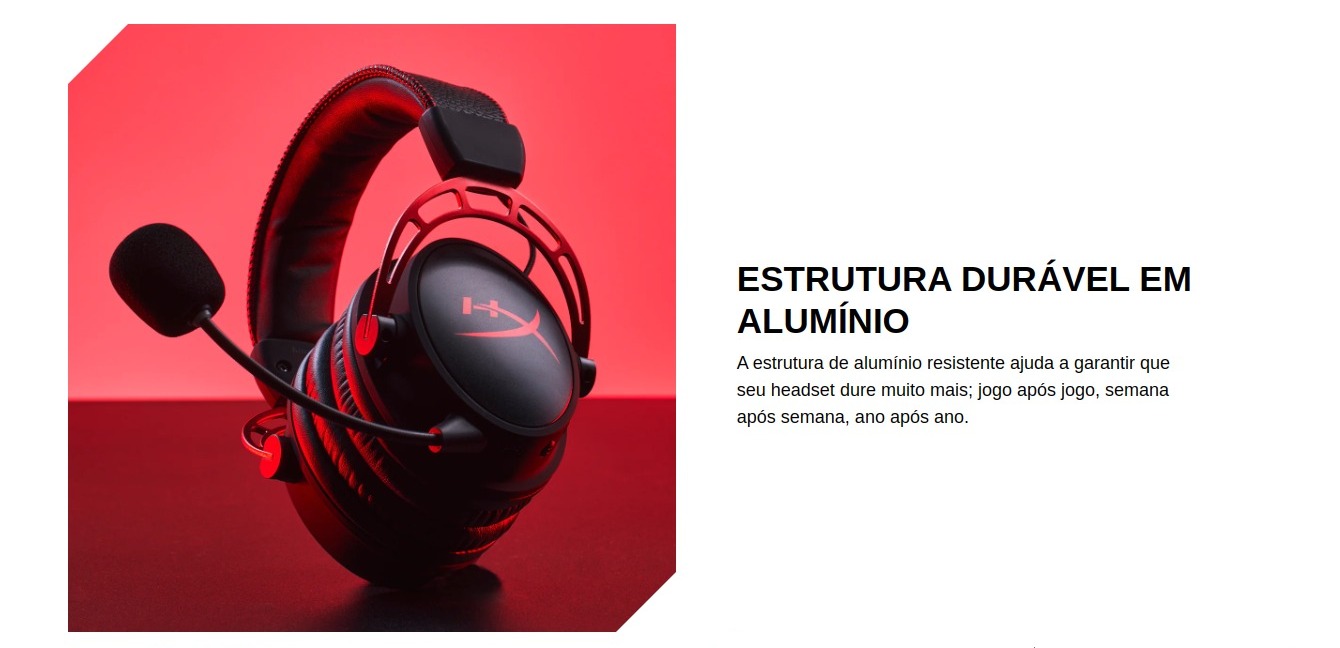 HX
ESTRUTURA DURÁVEL EM
ALUMÍNIO
A estrutura de alumínio resistente ajuda a garantir que
seu headset dure muito mais; jogo após jogo, semana
após semana, ano após ano.